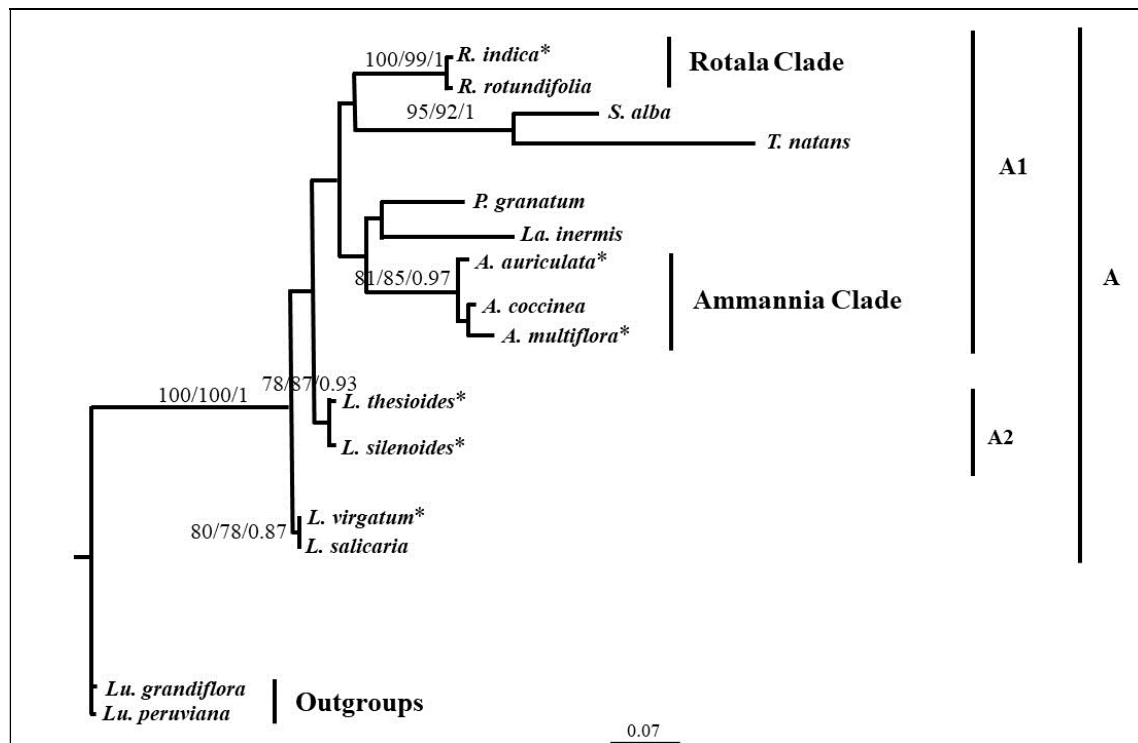 100/99/1
R. indica*
Rotala Clade
R. rotundifolia
95/92/1
S. alba
T. natans
A1
P. granatum
La. inermis
A. auriculata*
81/85/0.97
A
A. coccinea
Ammannia Clade
A. multiflora*
78/87/0.93
100/100/1
L. thesioides*
A2
L. silenoides*
L. virgatum*
80/78/0.87
L. salicaria
Lu. grandiflora
Outgroups
Lu. peruviana
0.07